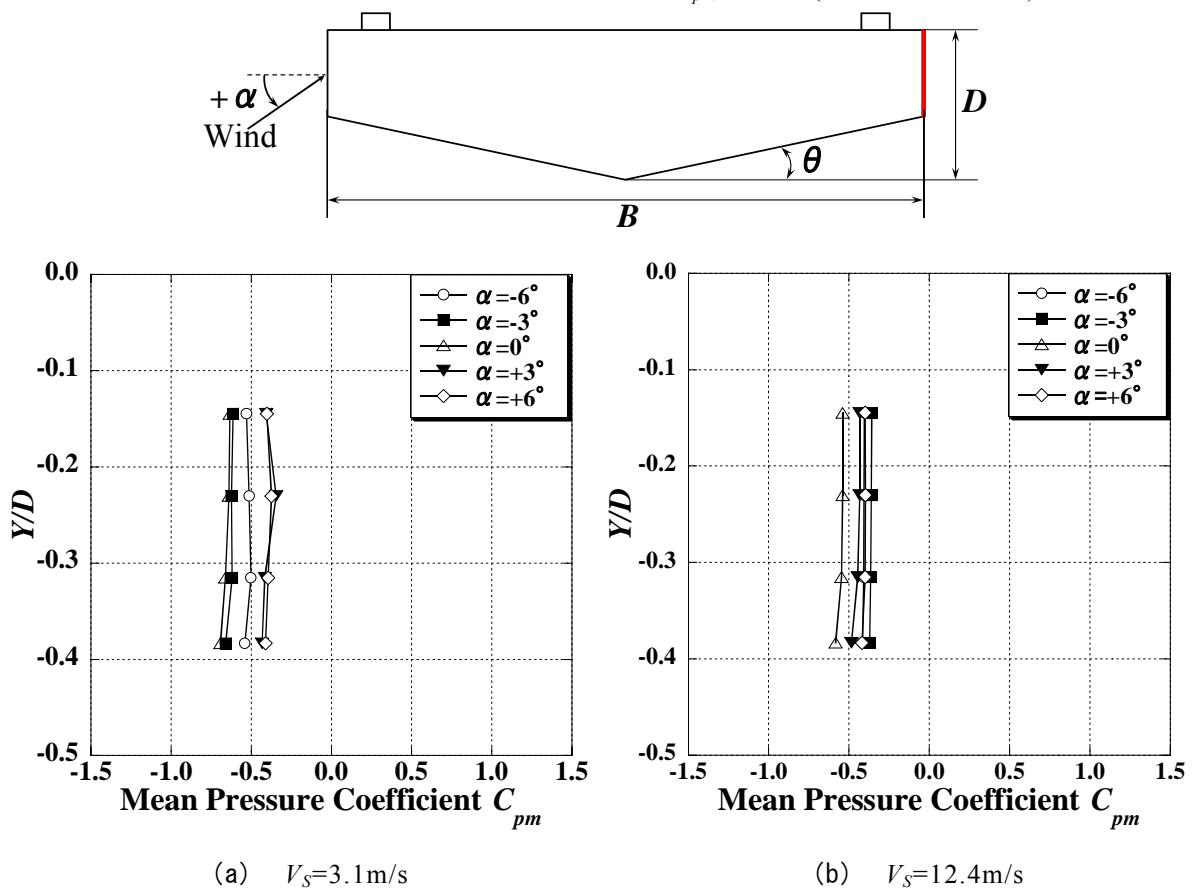 + α
Wind
D
θ
B
0.0
-0.1
-0.2
-0.3
-0.4
-0.5
Y/D
-1.5 -1.0 -0.5 0.0 0.5 1.0 1.5
Mean Pressure Coefficient Cpm
α=-6°
α=-3°
α=0°
α=+3°
α=+6°
(a) VS=3.1m/s
0.0
-0.1
-0.2
-0.3
-0.4
-0.5
Y/D
-1.5 -1.0 -0.5 0.0 0.5 1.0 1.5
Mean Pressure Coefficient Cpm
α=-6°
α=-3°
α=0°
α=+3°
α=+6°
(b) VS=12.4m/s